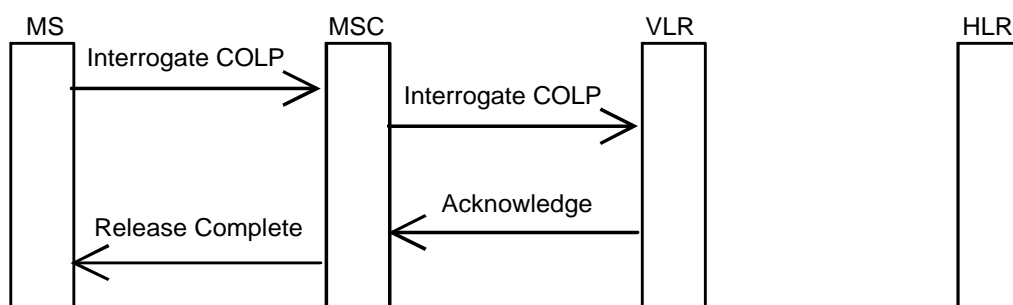 MS MSC VLR HLR
Interrogate COLP
Interrogate COLP
Acknowledge
Release Complete